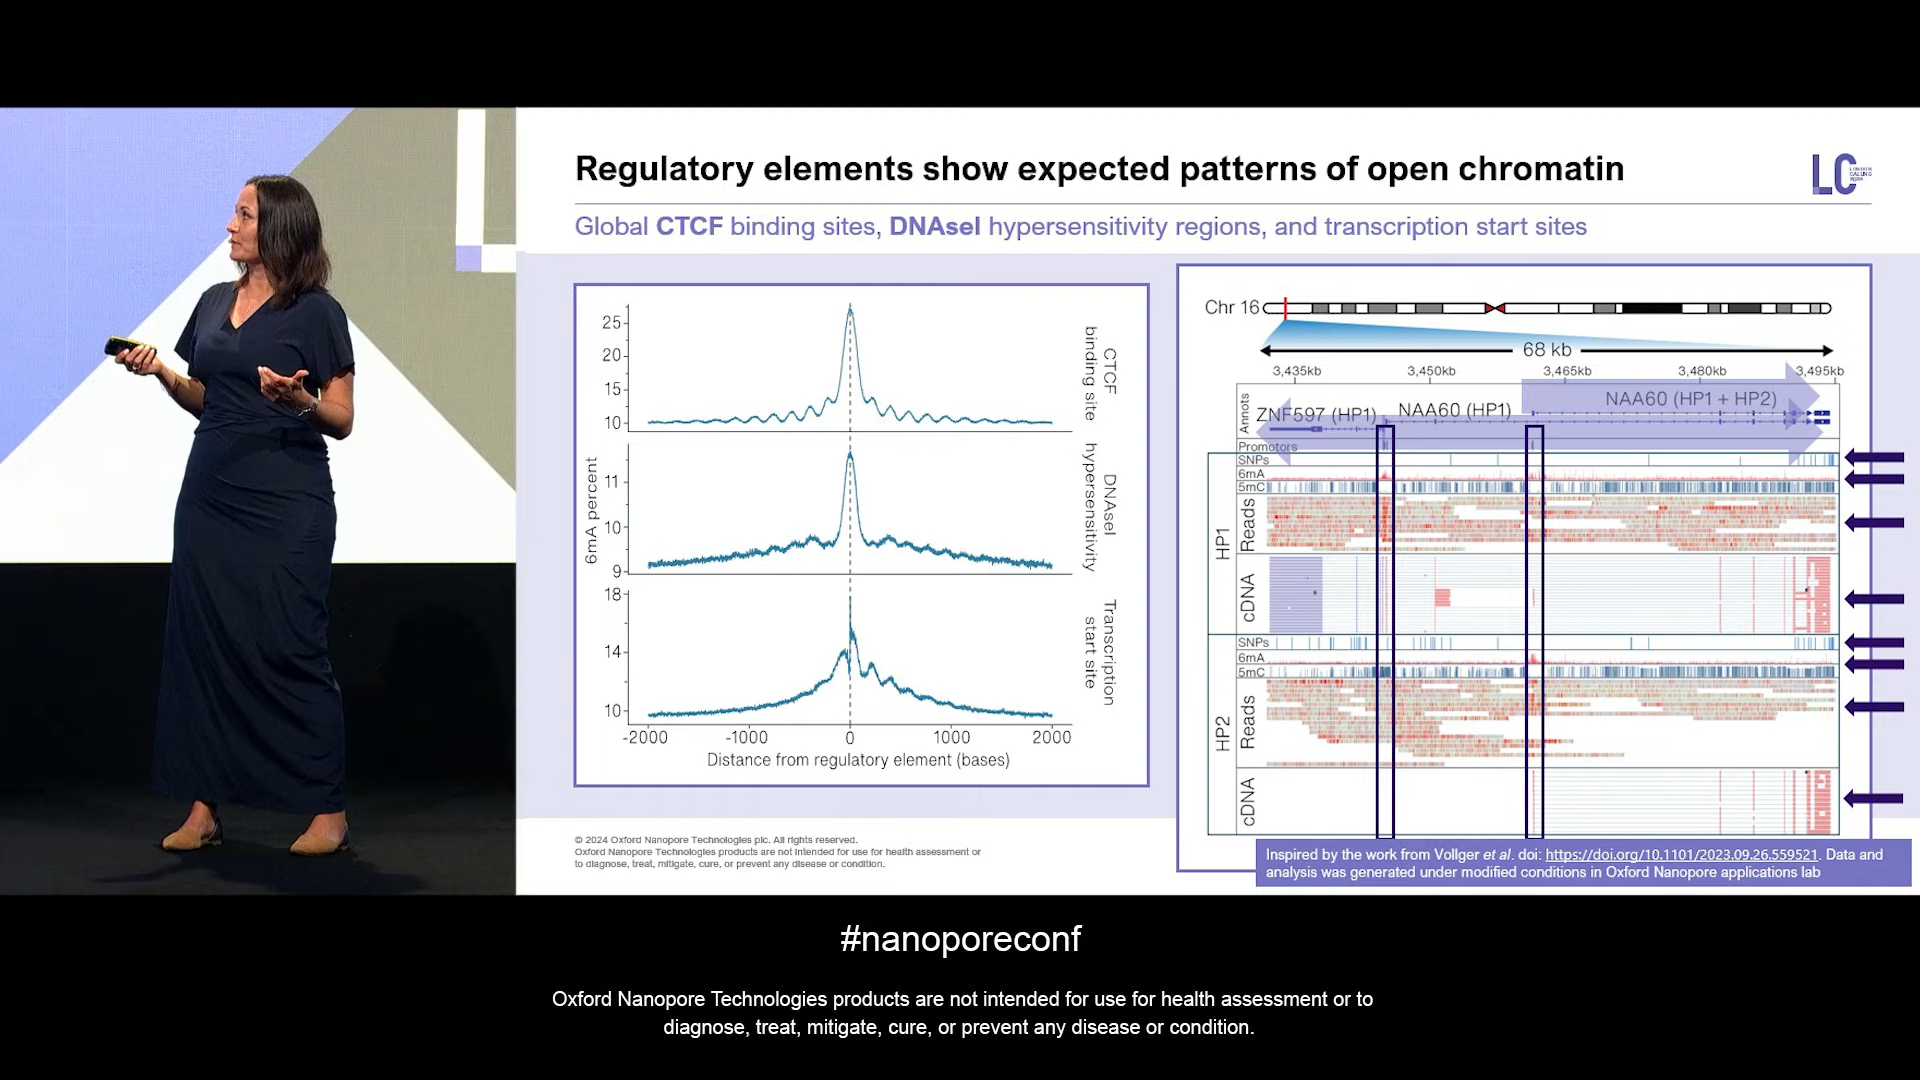 Regulatory elements show expected patterns of open chromatin
LC
Global CTCF binding sites, DNAseI hypersensitivity regions, and transcription start sites
25
20
15
10
CTCF
binding site
11
10
9
DNAseI
hypersensitivity
18
14
10
Transcription
start site
6mA percent
-2000
-1000
0
1000
2000
Distance from regulatory element (bases)
Chr 16
68 kb
3,435kb
3,450kb
3,465kb
3,480kb
3,495kb
Annots
ZNF597 (HP1)
NAA60 (HP1)
NAA60 (HP1 + HP2)
Promotors
HP1
SNPs
6mA
5mC
Reads
cDNA
HP2
SNPs
6mA
5mC
Reads
cDNA
Inspired by the work from Vollger et al. doi: https://doi.org/10.1101/2023.09.26.559521. Data and
analysis was generated under modified conditions in Oxford Nanopore applications lab
© 2024 Oxford Nanopore Technologies plc. All rights reserved.
Oxford Nanopore Technologies products are not intended for use for health assessment or
to diagnose, treat, mitigate, cure, or prevent any disease or condition.
#nanoporeconf
Oxford Nanopore Technologies products are not intended for use for health assessment or to
diagnose, treat, mitigate, cure, or prevent any disease or condition.